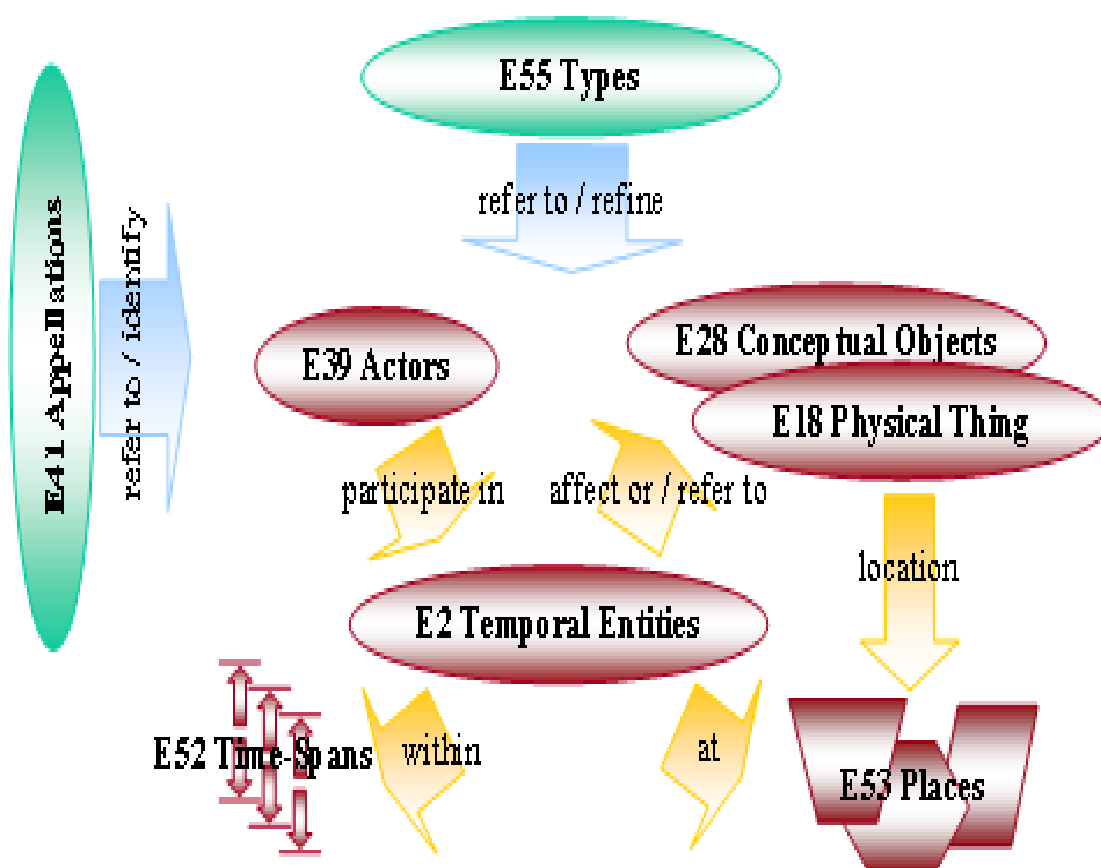 E55 Types
refer to / refine
E41 Appellations
refer to / identify
E39 Actors
E28 Conceptual Objects
E18 Physical Thing
participate in
affect or / refer to
location
E2 Temporal Entities
E52 Time-Spans
within
at
E53 Places